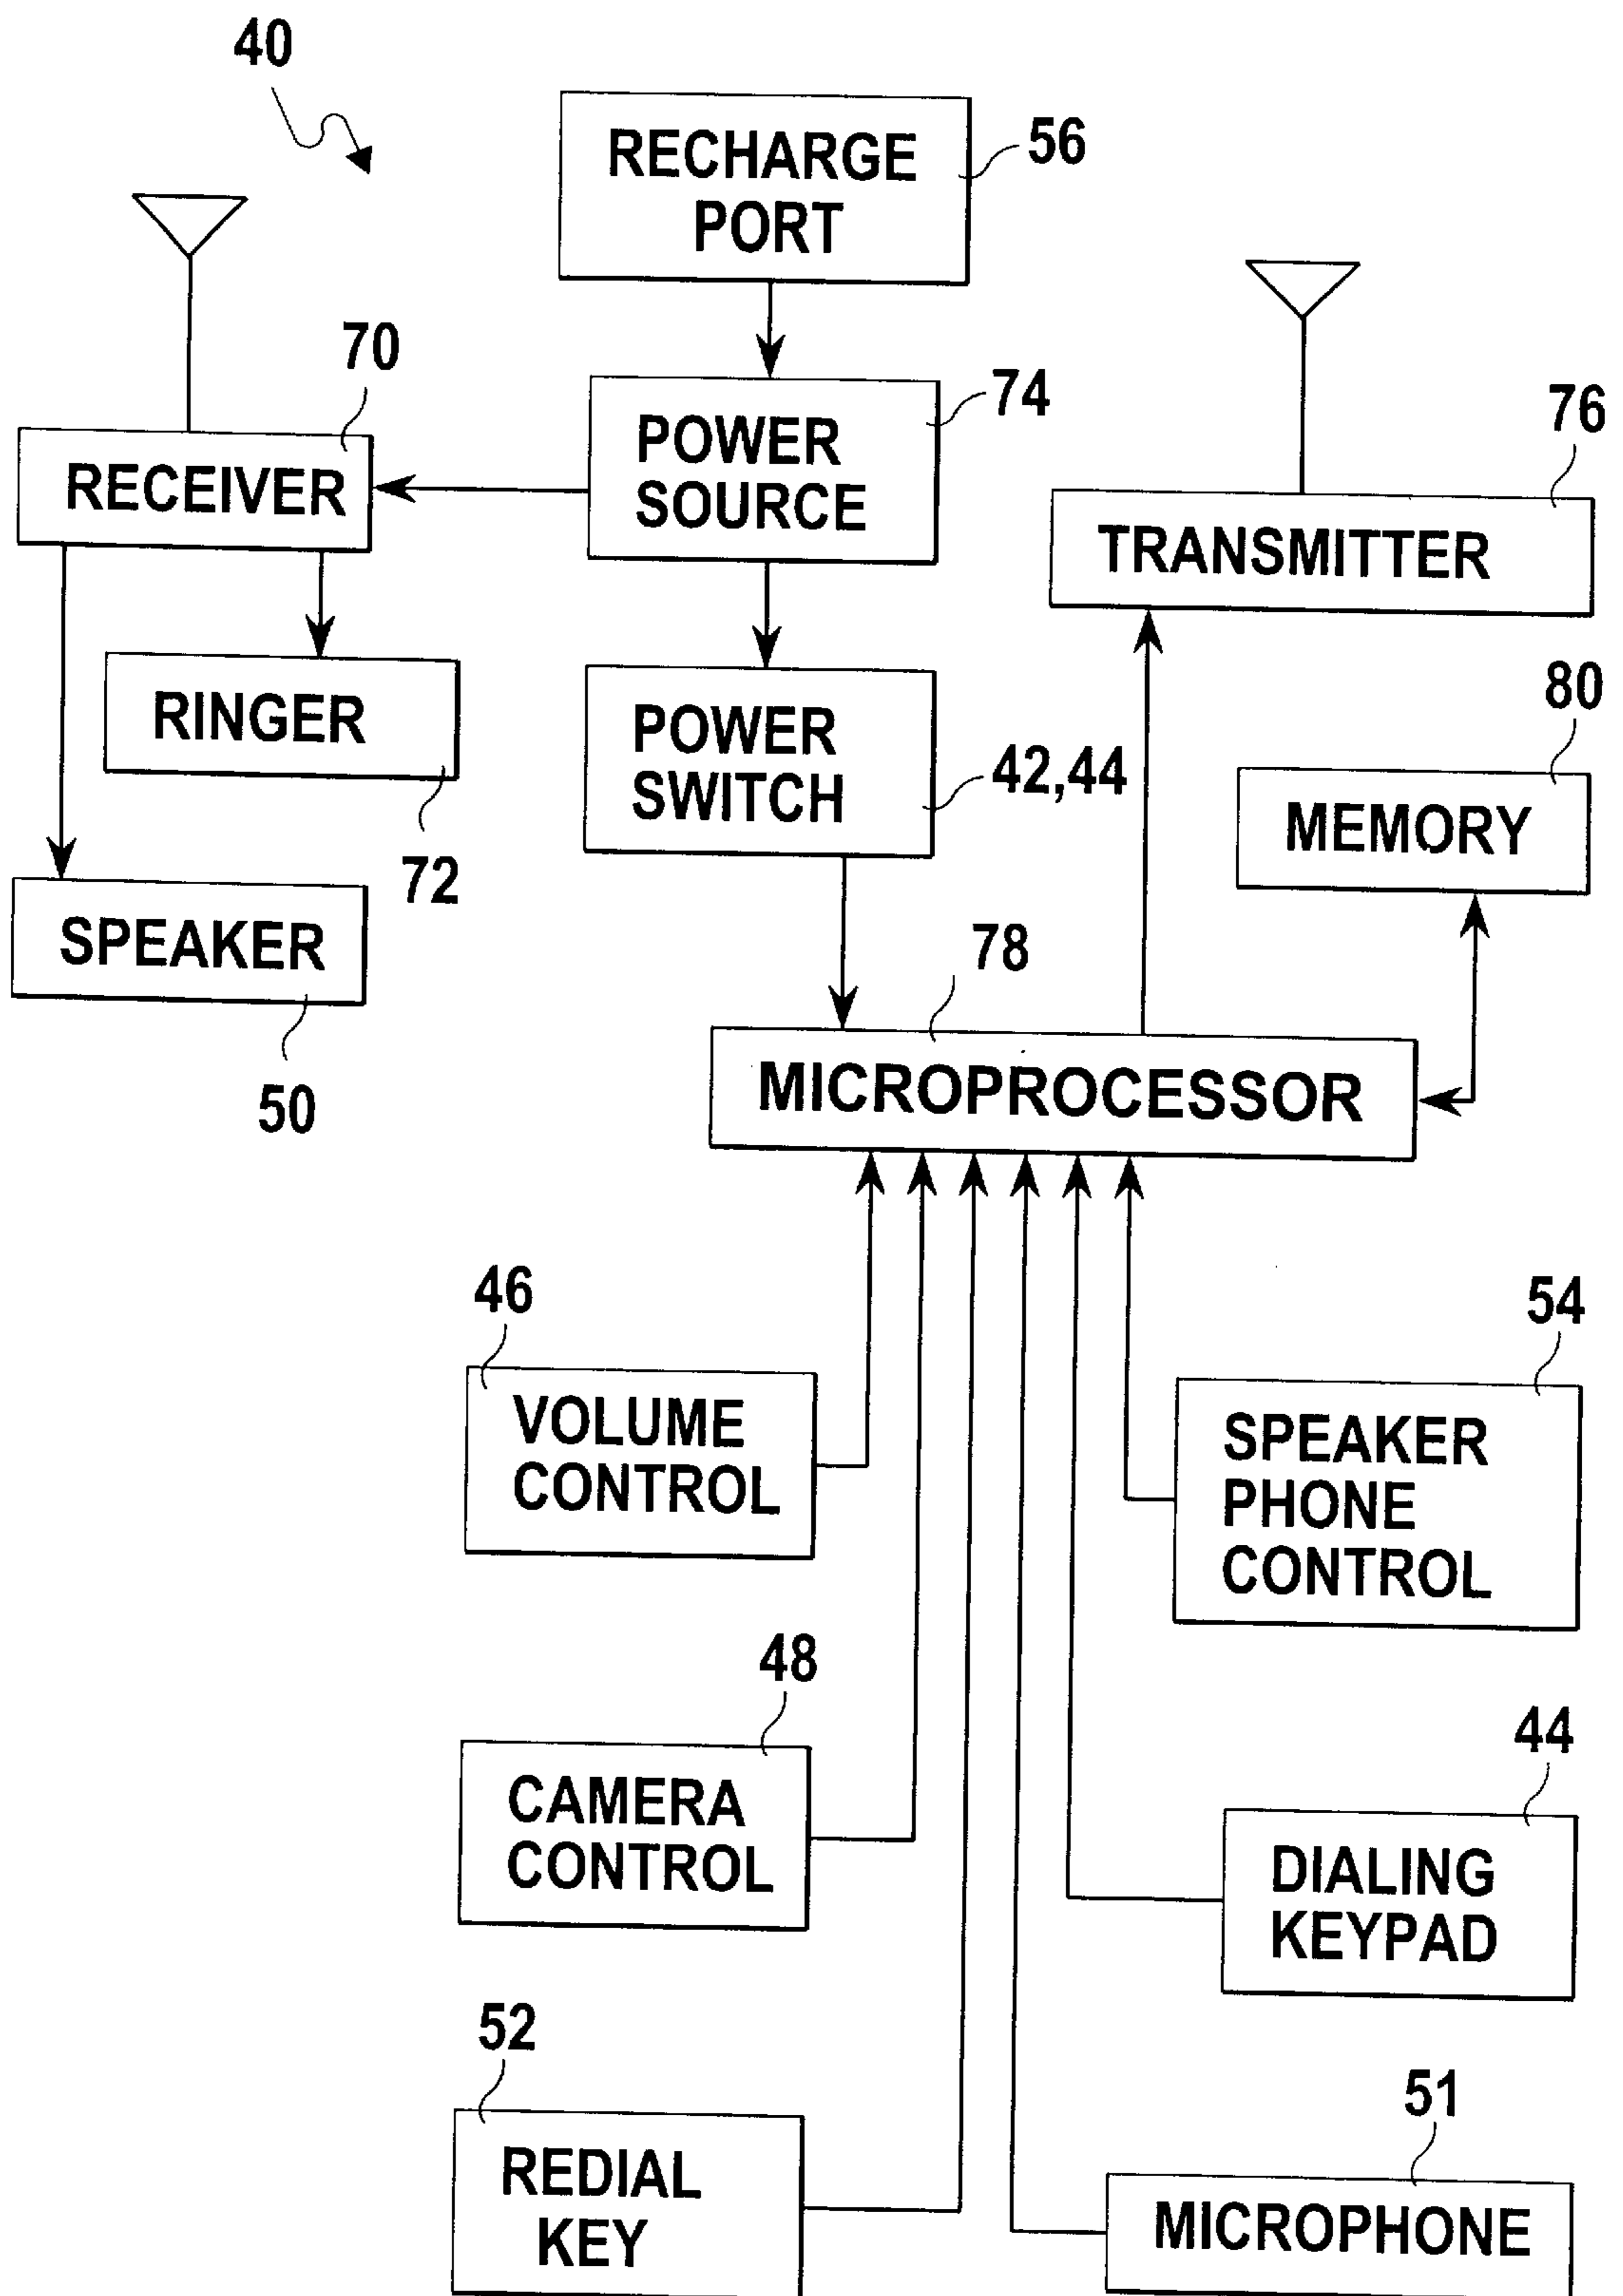 40
RECHARGE
PORT
56
70
RECEIVER
POWER
SOURCE
74
76
TRANSMITTER
RINGER
72
POWER
SWITCH
42,44
80
MEMORY
SPEAKER
50
78
MICROPROCESSOR
46
VOLUME
CONTROL
54
SPEAKER
PHONE
CONTROL
48
CAMERA
CONTROL
44
DIALING
KEYPAD
52
REDIAL
KEY
51
MICROPHONE